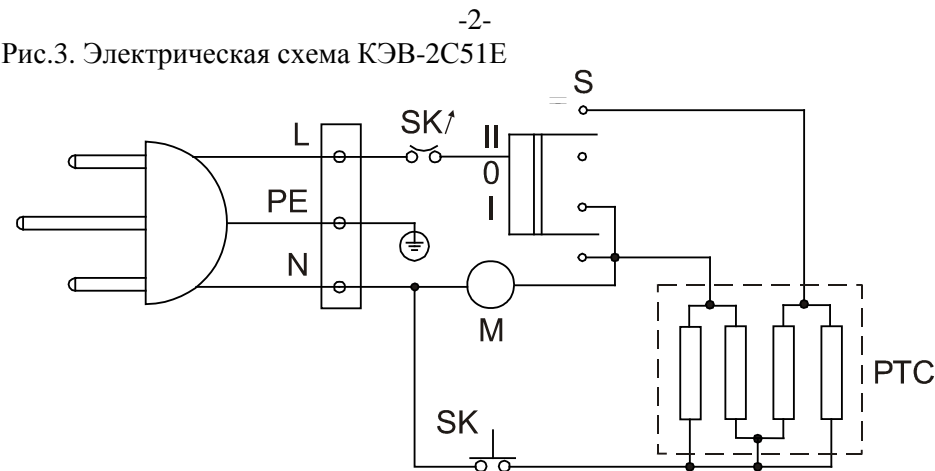 -2-
Рис.3. Электрическая схема КЭВ-2С51Е
S
L
SK
II
0
I
PE
N
M
PTC
SK